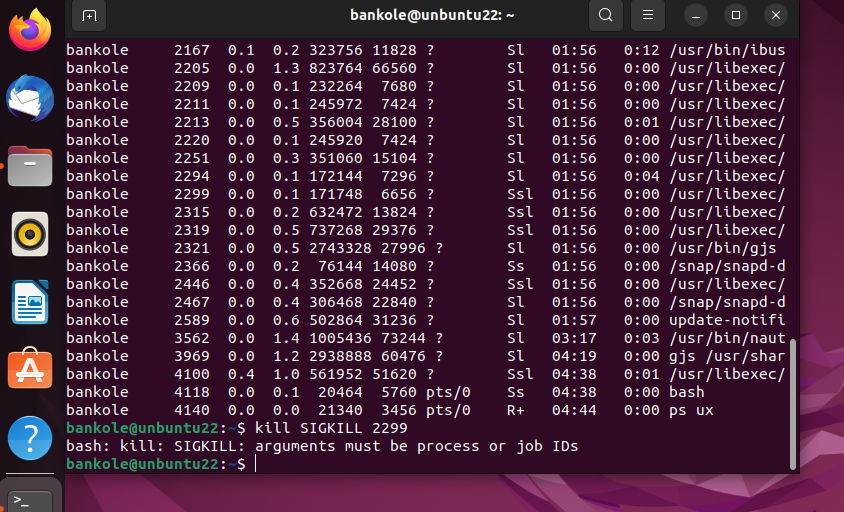 bankole@unbuntu22: ~
bankole 2167 0.1 0.2 323756 11828 ? Sl 01:56 0:12 /usr/bin/ibus
bankole 2205 0.0 1.3 823764 66560 ? Sl 01:56 0:00 /usr/libexec/
bankole 2209 0.0 0.1 232264 7680 ? Sl 01:56 0:00 /usr/libexec/
bankole 2211 0.0 0.1 245972 7424 ? Sl 01:56 0:00 /usr/libexec/
bankole 2213 0.0 0.5 356004 28100 ? Sl 01:56 0:01 /usr/libexec/
bankole 2220 0.0 0.1 245920 7424 ? Sl 01:56 0:00 /usr/libexec/
bankole 2251 0.0 0.3 351060 15104 ? Sl 01:56 0:00 /usr/libexec/
bankole 2294 0.0 0.1 172144 7296 ? Sl 01:56 0:04 /usr/libexec/
bankole 2299 0.0 0.1 171748 6656 ? Ssl 01:56 0:00 /usr/libexec/
bankole 2315 0.0 0.2 632472 13824 ? Ssl 01:56 0:00 /usr/libexec/
bankole 2319 0.0 0.5 737268 29376 ? Ssl 01:56 0:00 /usr/libexec/
bankole 2321 0.0 0.5 2743328 27996 ? Sl 01:56 0:00 /usr/bin/gjs
bankole 2366 0.0 0.2 76144 14080 ? Ss 01:56 0:00 /snap/snapd-d
bankole 2446 0.0 0.4 352668 24452 ? Ssl 01:56 0:00 /usr/libexec/
bankole 2467 0.0 0.4 306468 22840 ? Sl 01:56 0:00 /snap/snapd-d
bankole 2589 0.0 0.6 502864 31236 ? Sl 01:57 0:00 update-notifi
bankole 3562 0.0 1.4 1005436 73244 ? Sl 03:17 0:03 /usr/bin/naut
bankole 3969 0.0 1.2 2938888 60476 ? Sl 04:19 0:00 gjs /usr/shar
bankole 4100 0.4 1.0 561952 51620 ? Ssl 04:38 0:01 /usr/libexec/
bankole 4118 0.0 0.1 20464 5760 pts/0 Ss 04:38 0:00 bash
bankole 4140 0.0 0.0 21340 3456 pts/0 R+ 04:44 0:00 ps ux
bankole@unbuntu22:~$ kill SIGKILL 2299
bash: kill: SIGKILL: arguments must be process or job IDs
bankole@unbuntu22:~$